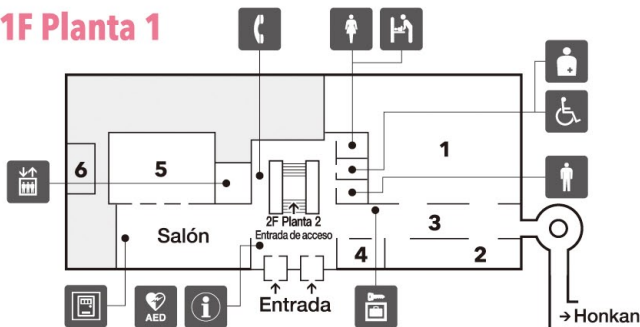 1F Planta 1
1
6
5
2F Planta 2
Entrada de acceso
3
Salón
4
2
AED
Entrada
→Honkan